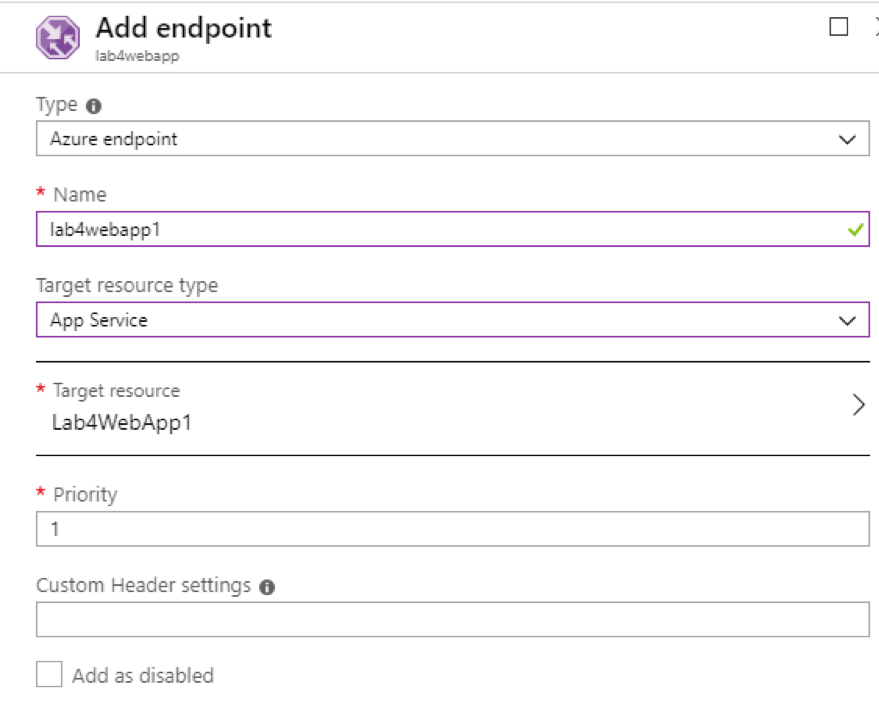 Add endpoint
lab4webapp
Type
Azure endpoint
* Name
lab4webapp1
Target resource type
App Service
* Target resource
Lab4WebApp1
* Priority
1
Custom Header settings
Add as disabled